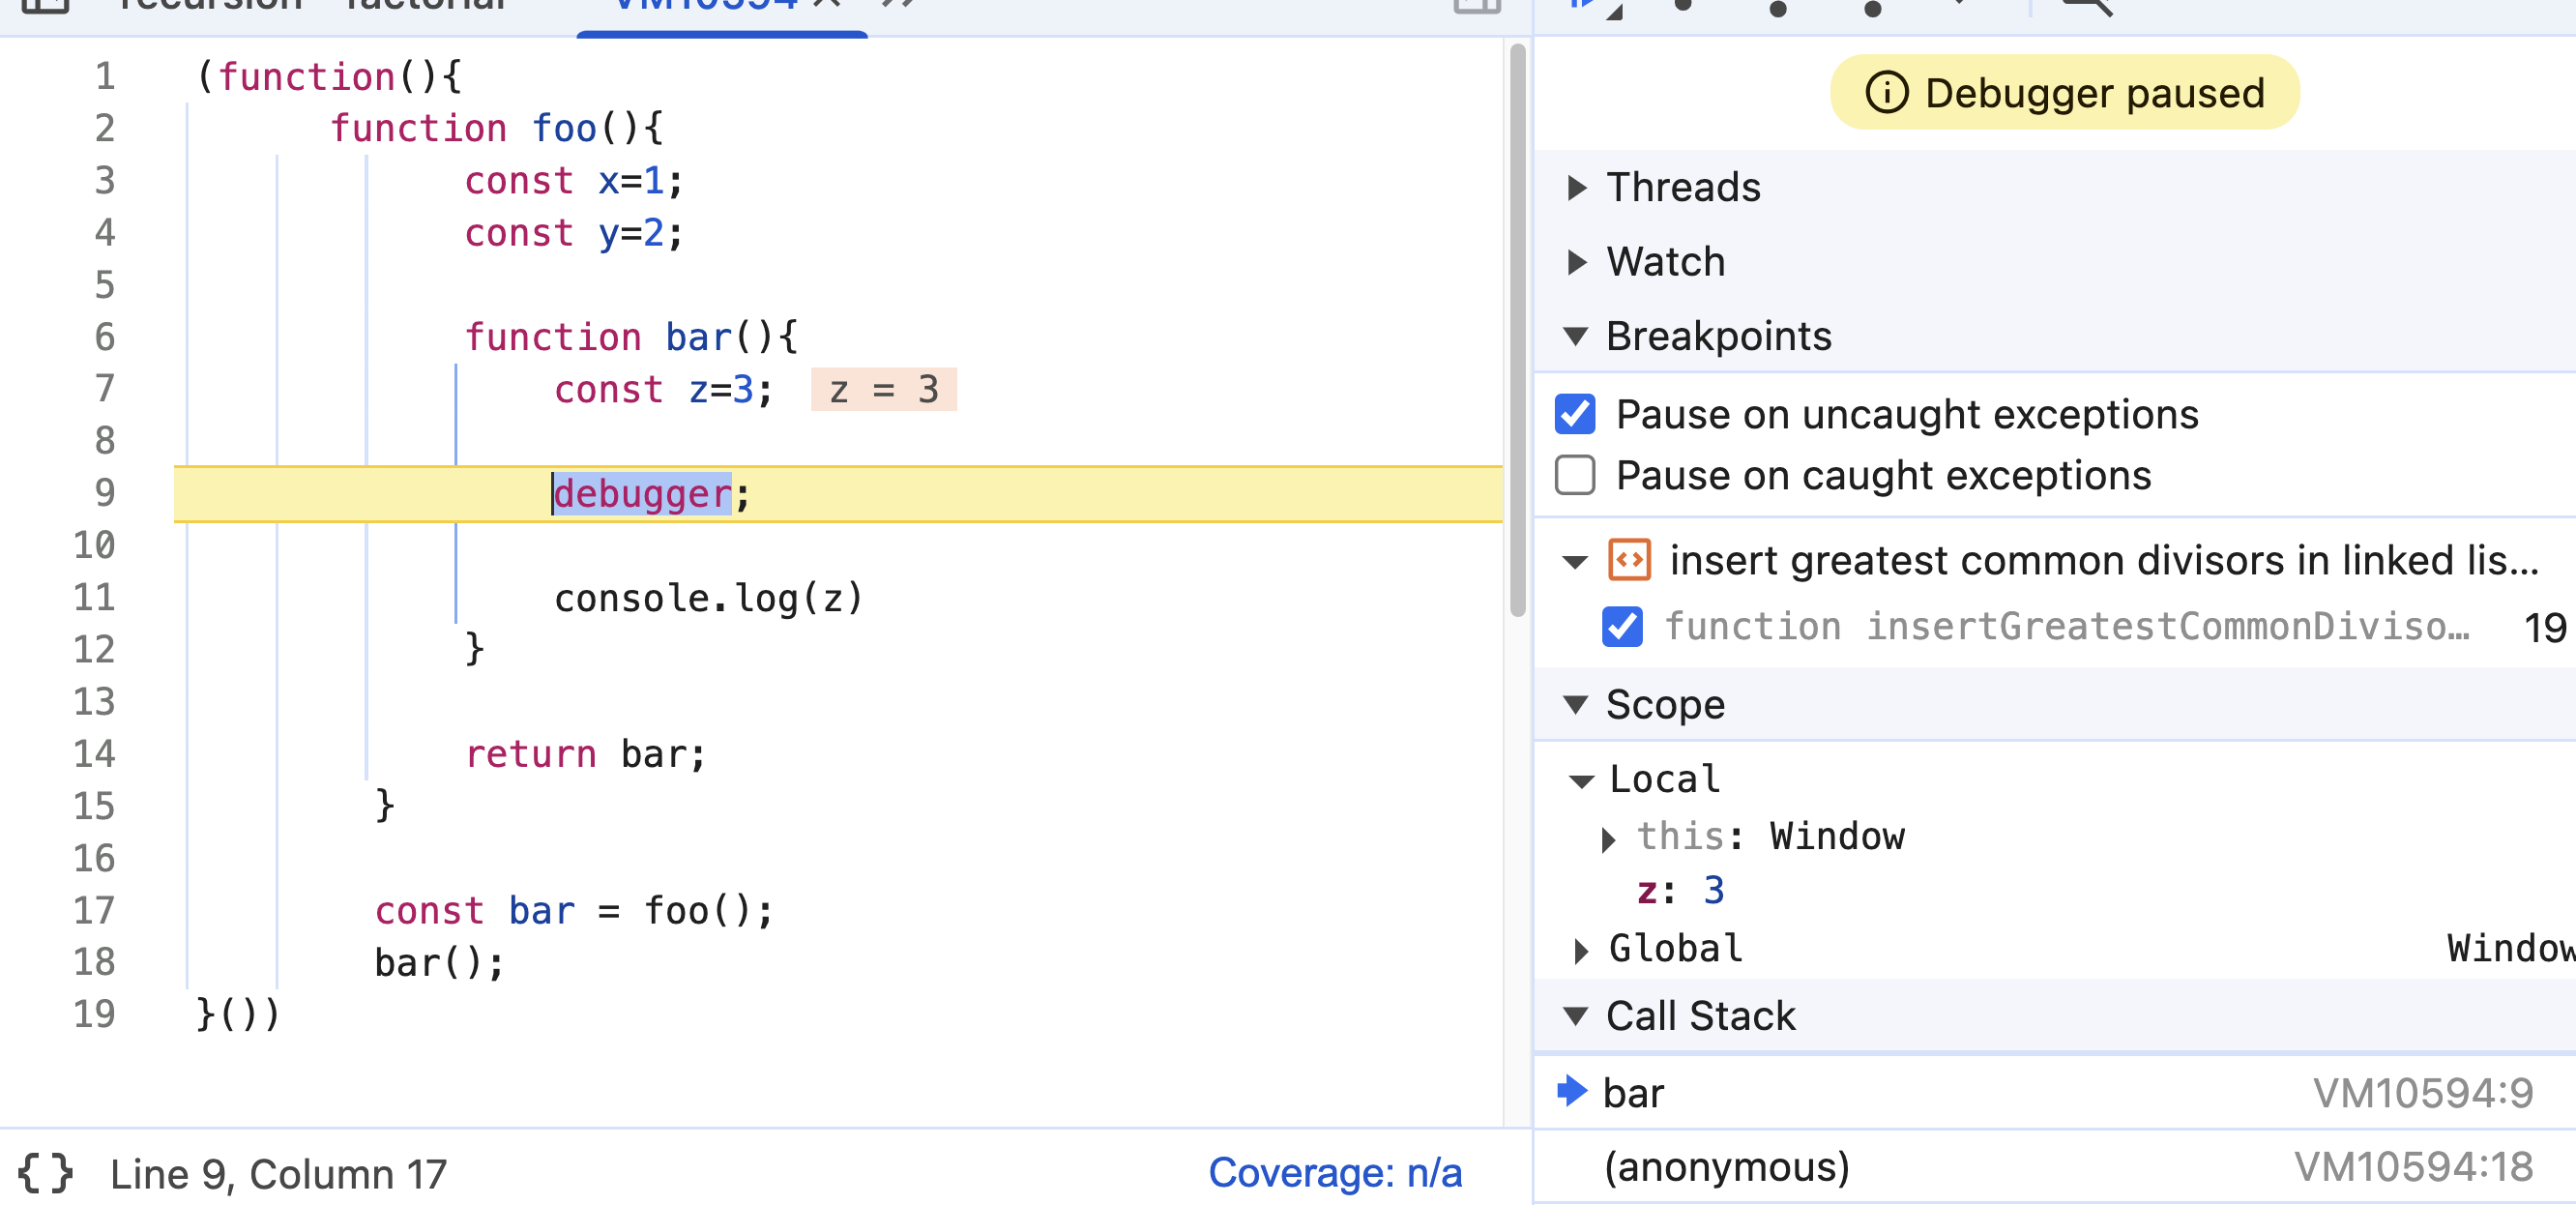 recursion factorial VM10594 × »
1 (function(){
2 function foo(){
3 const x=1;
4 const y=2;
5
6 function bar(){
7 const z=3; z = 3
8
9 debugger;
10
11 console.log(z)
12 }
13
14 return bar;
15 }
16
17 const bar = foo();
18 bar();
19 }())
{} Line 9, Column 17 Coverage: n/a
Debugger paused
Threads
Watch
Breakpoints
Pause on uncaught exceptions
Pause on caught exceptions
insert greatest common divisors in linked lis…
function insertGreatestCommonDiviso… 19
Scope
Local
this: Window
z: 3
Global Window
Call Stack
bar VM10594:9
(anonymous) VM10594:18